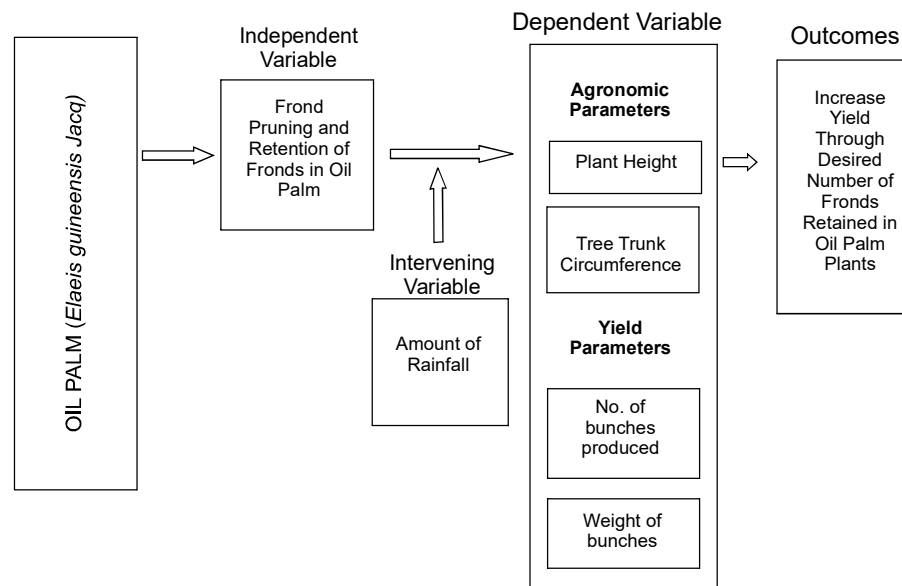 OIL PALM (Elaeis guineensis Jacq)
Independent
Variable
Frond
Pruning and
Retention of
Fronds in Oil
Palm
Intervening
Variable
Amount of
Rainfall
Dependent Variable
Agronomic
Parameters
Plant Height
Tree Trunk
Circumference
Yield
Parameters
No. of
bunches
produced
Weight of
bunches
Outcomes
Increase
Yield
Through
Desired
Number of
Fronds
Retained in
Oil Palm
Plants